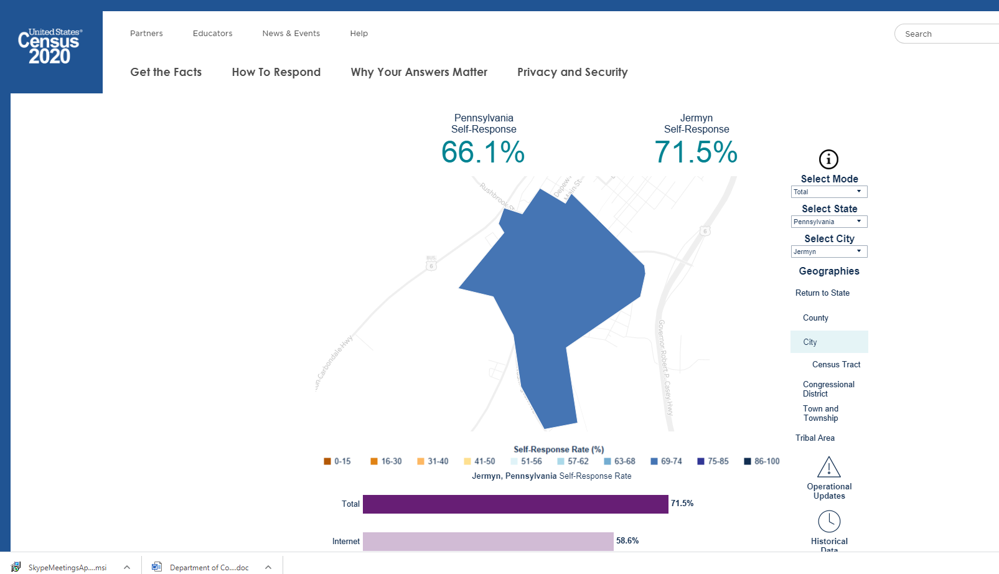 United States®
Census
2020
Partners
Educators
News & Events
Help
Search
Get the Facts
How To Respond
Why Your Answers Matter
Privacy and Security
Pennsylvania
Self-Response
66.1%
Jermyn
Self-Response
71.5%
Select Mode
Total
Select State
Pennsylvania
Select City
Jermyn
Geographies
Return to State
County
City
Census Tract
Congressional
District
Town and
Township
Tribal Area
Operational
Updates
Historical
Data
Rushbrook St
Depew
Main St
6
BUS.
6
Carbondale Hwy
Governor Robert P. Casey Hwy
Self-Response Rate (%)
0-15
16-30
31-40
41-50
51-56
57-62
63-68
69-74
75-85
86-100
Jermyn, Pennsylvania Self-Response Rate
Total
71.5%
Internet
58.6%
SkypeMeetingsAp....msi
Department of Co....doc